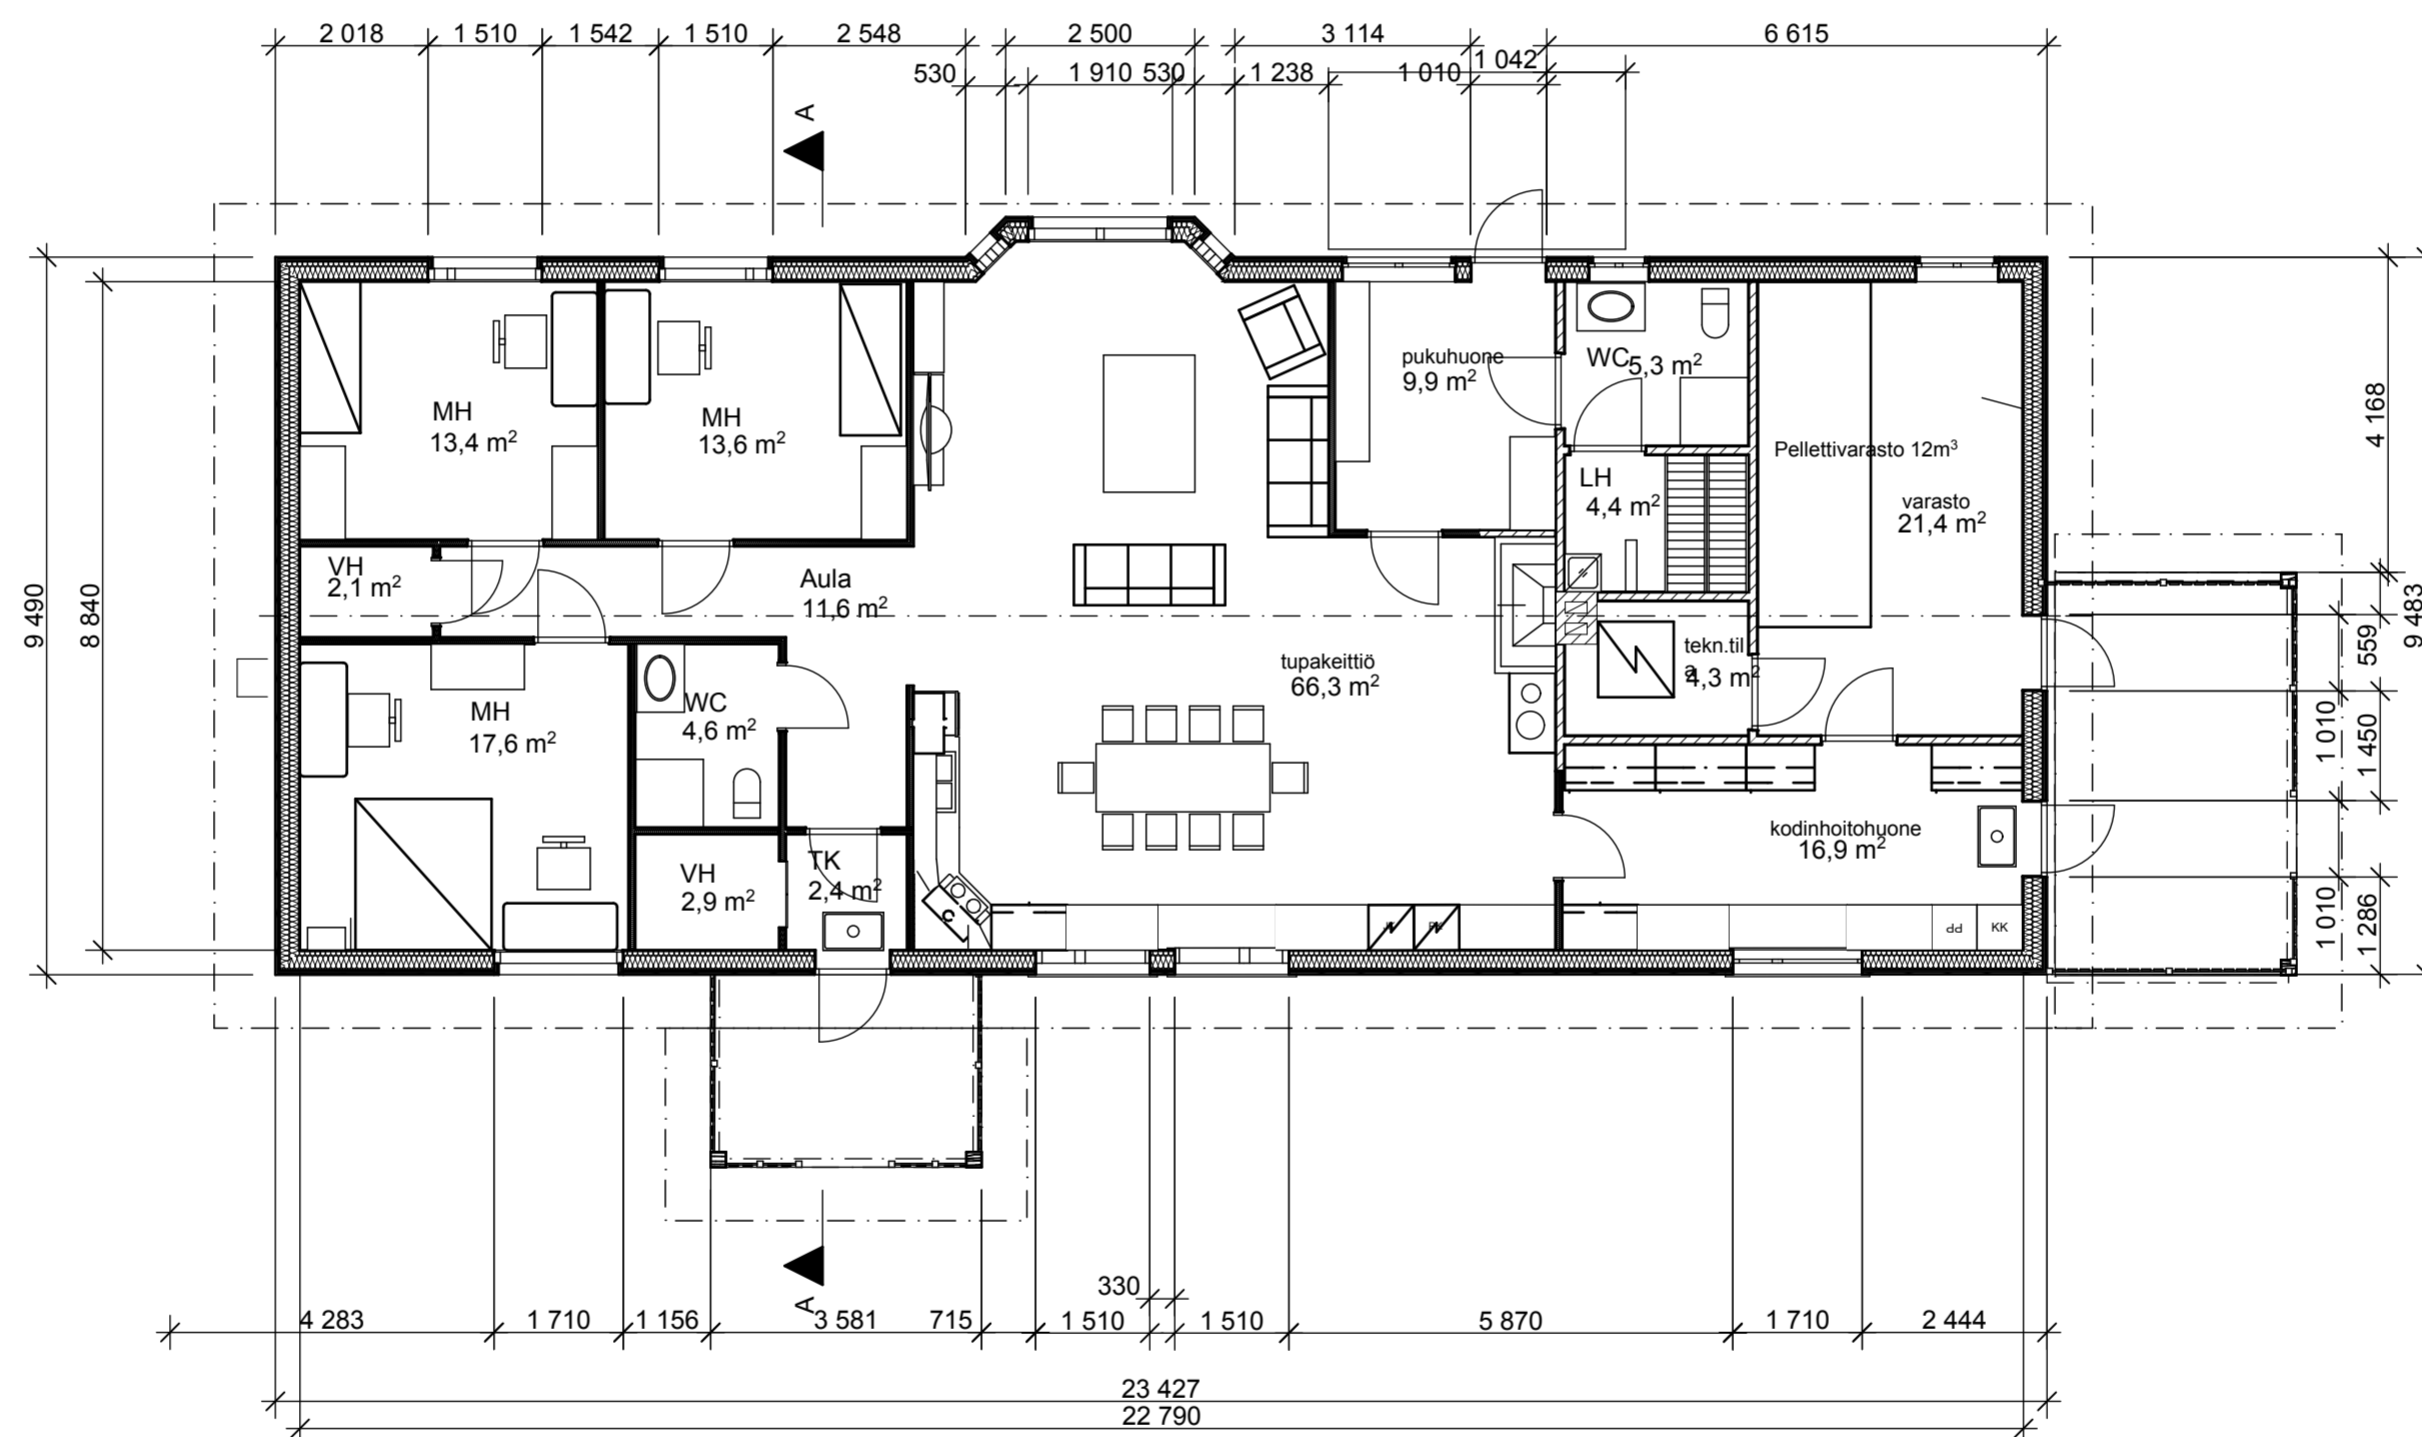 2 018 1 510 1 542 1 510 2 548 2 500 3 114 6 615
530 1 910 530 1 238 1 010 1 042
A
MH
13,4 m²
MH
13,6 m²
pukuhuone
9,9 m²
WC 5,3 m²
Pellettivarasto 12m³
LH
4,4 m²
varasto
21,4 m²
VH
2,1 m²
Aula
11,6 m²
tupakeittiö
66,3 m²
tekn.til
a
4,3 m²
MH
17,6 m²
WC
4,6 m²
VH
2,9 m²
TK
2,4 m²
C
kodinhoitohuone
16,9 m²
PP KK
9 490
8 840
4 168
559
9 483
1 010
1 450
1 010
1 286
A
330
4 283 1 710 1 156 3 581 715 1 510 1 510 5 870 1 710 2 444
23 427
22 790